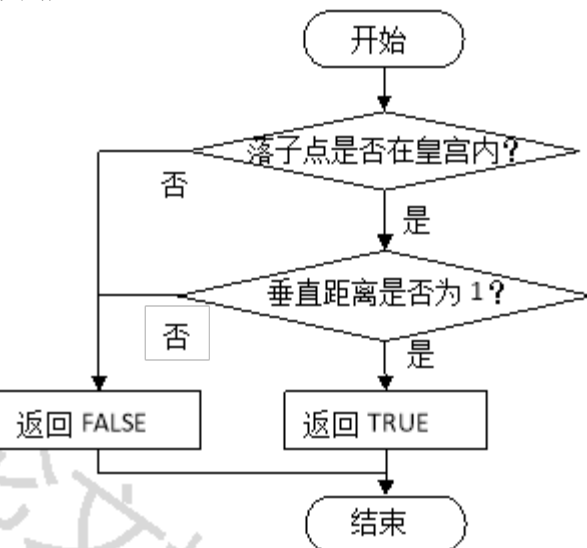 开始
落子点是否在皇宫内?
否
是
垂直距离是否为 1?
否
是
返回 FALSE
返回 TRUE
结束